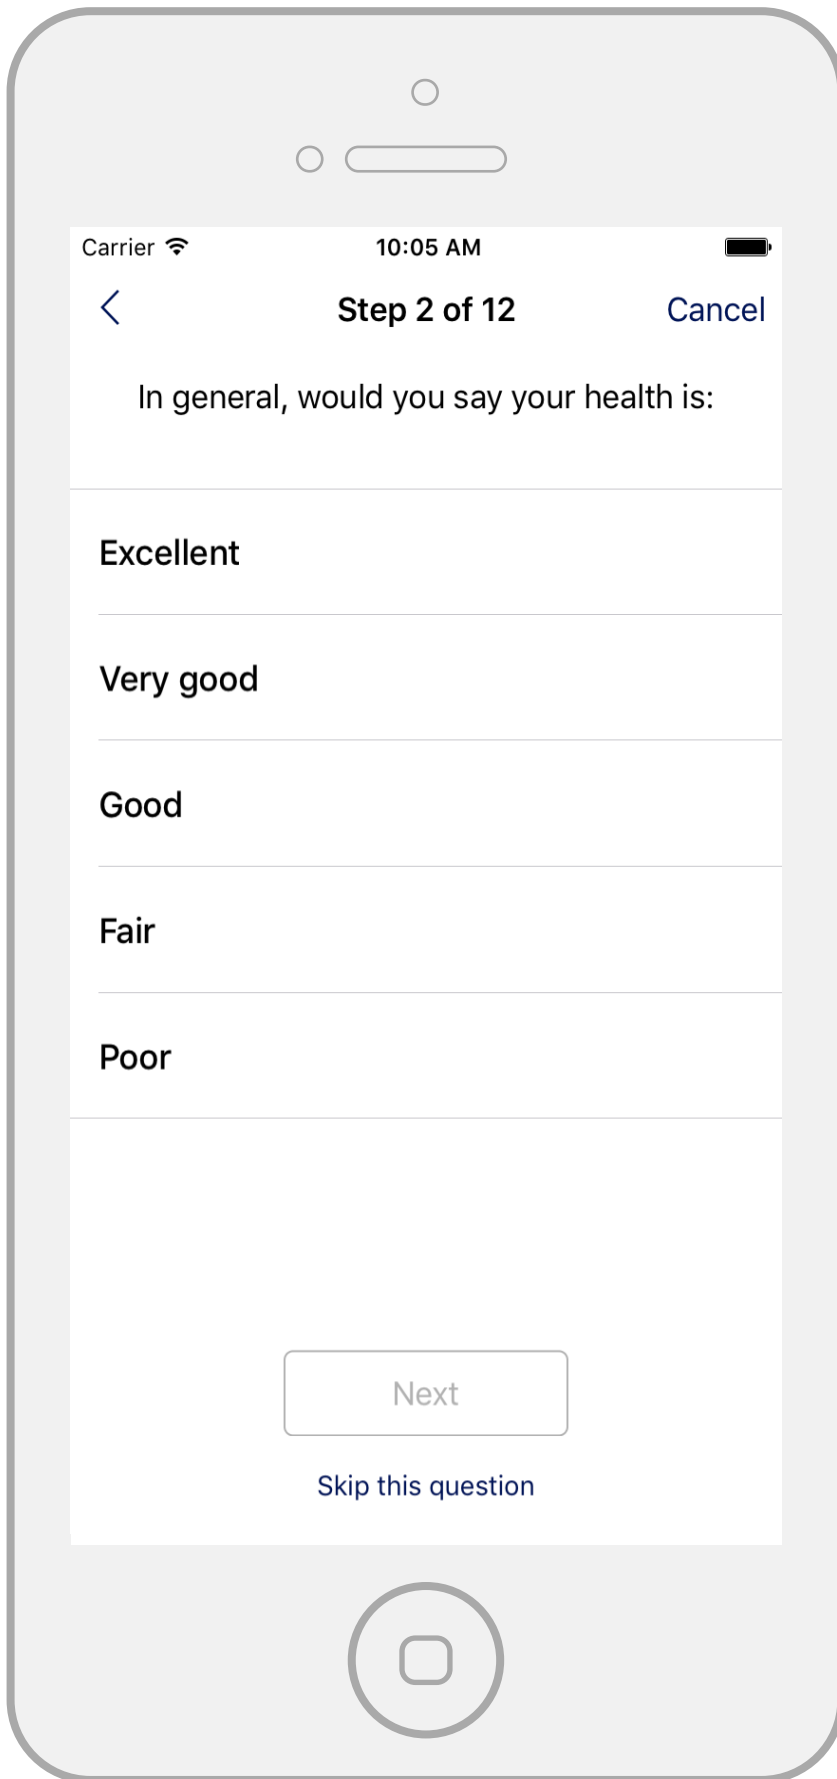 Carrier 10:05 AM
Step 2 of 12 Cancel
In general, would you say your health is:
Excellent
Very good
Good
Fair
Poor
Next
Skip this question